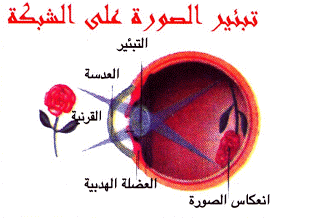 تبئير الصورة على الشبكة
التبئير
العدسة
القرنية
العضلة الهدبية
انعكاس الصورة